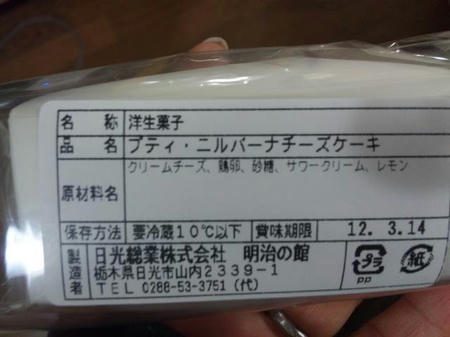 名 称 洋生菓子
品 名 プティ・ニルバーナチーズケーキ
原材料名 クリームチーズ、鶏卵、砂糖、サワークリーム、レモン
保存方法 要冷蔵10℃以下 賞味期限 12. 3.14
製造者 日光総業株式会社 明治の館
栃木県日光市山内2339-1
TEL 0288-53-3751 (代)
プラ
PP
紙